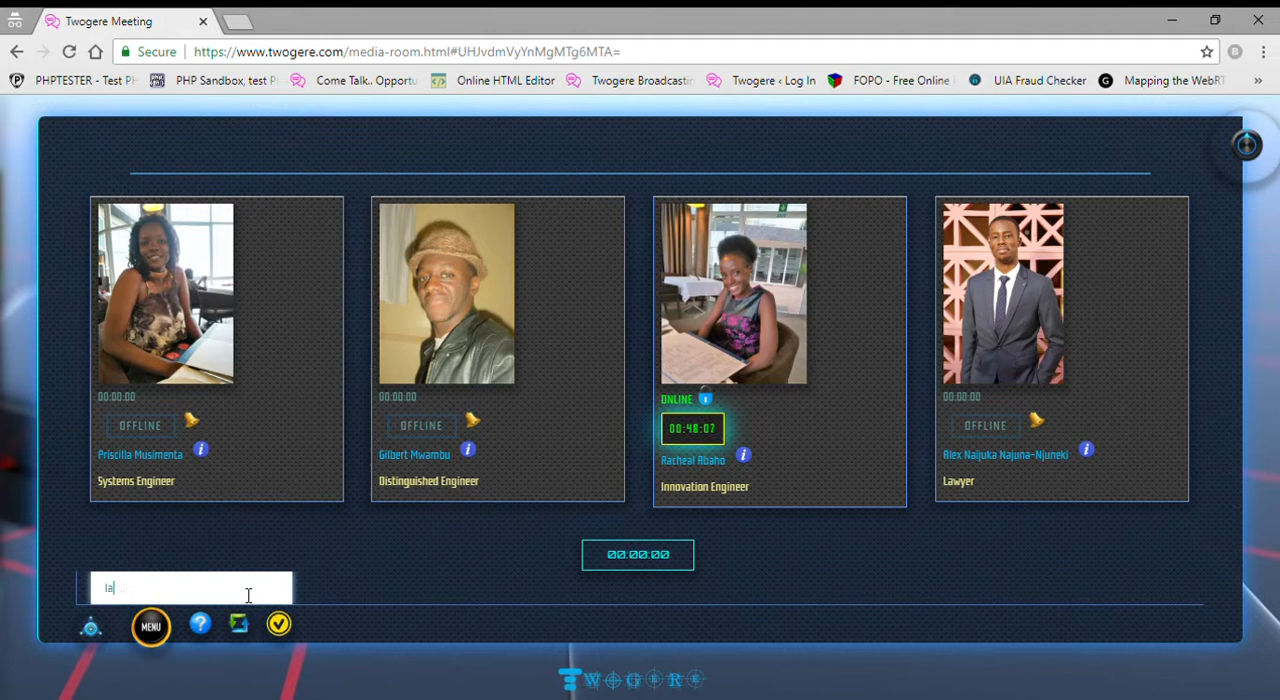 Twogere Meeting
Secure https://www.twogere.com/media-room.html#UHJvdmVyYnMgMTg6MTA=
PHPTESTER - Test PH PHP Sandbox, test P Come Talk.. Opportu Online HTML Editor Twogere Broadcastin Twogere ‹ Log In FOPO - Free Online UIA Fraud Checker Mapping the WebRT »
00:00:00 00:00:00 ONLINE 00:00:00
OFFLINE OFFLINE 00:48:07 OFFLINE
Priscilla Musimenta Gilbert Mwambu Racheal Abaho Alex Naijuka Najuna-Njuneki
Systems Engineer Distinguished Engineer Innovation Engineer Lawyer
00:00:00
la
MENU
TWOGERE